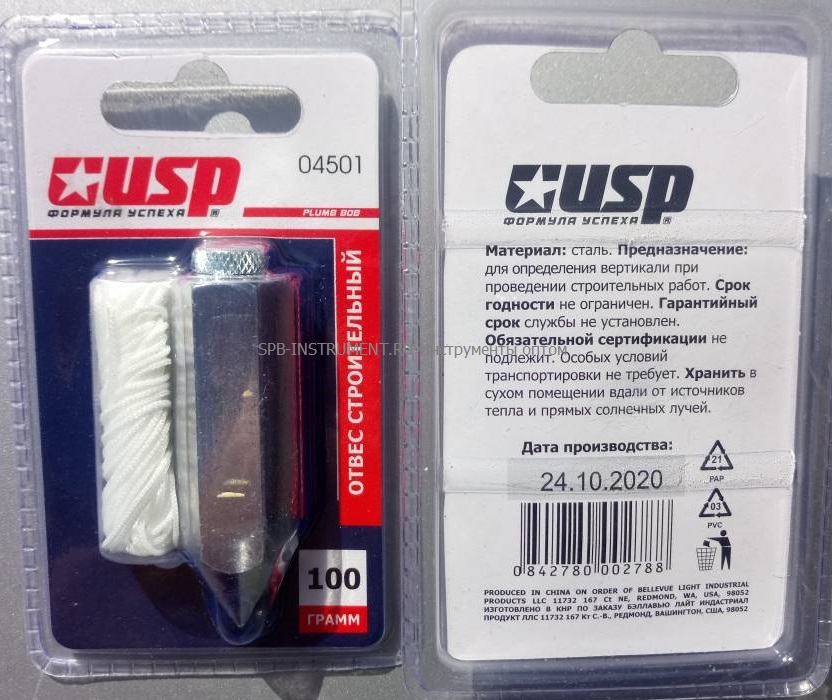 04501
USP
ФОРМУЛА УСПЕХА ®
PLUMB BOB
ОТВЕС СТРОИТЕЛЬНЫЙ
100
ГРАММ
USP
ФОРМУЛА УСПЕХА ®
Материал: сталь. Предназначение:
для определения вертикали при
проведении строительных работ. Срок
годности не ограничен. Гарантийный
срок службы не установлен.
Обязательной сертификации не
подлежит. Особых условий
транспортировки не требует. Хранить в
сухом помещении вдали от источников
тепла и прямых солнечных лучей.
Дата производства:
24.10.2020
21
PAP
03
PVC
0 842780 002788
PRODUCED IN CHINA ON ORDER OF BELLEVUE LIGHT INDUSTRIAL
PRODUCTS LLC 11732 167 Ct NE, REDMOND, WA, USA, 98052
ИЗГОТОВЛЕНО В КНР ПО ЗАКАЗУ БЭЛЛАВЬЮ ЛАЙТ ИНДАСТРИАЛ
ПРОДУКТ ЛЛС 11732 167 Кт С.-В., РЕДМОНД, ВАШИНГТОН, США, 98052
SPB-INSTRUMENT.R инструменты оптом